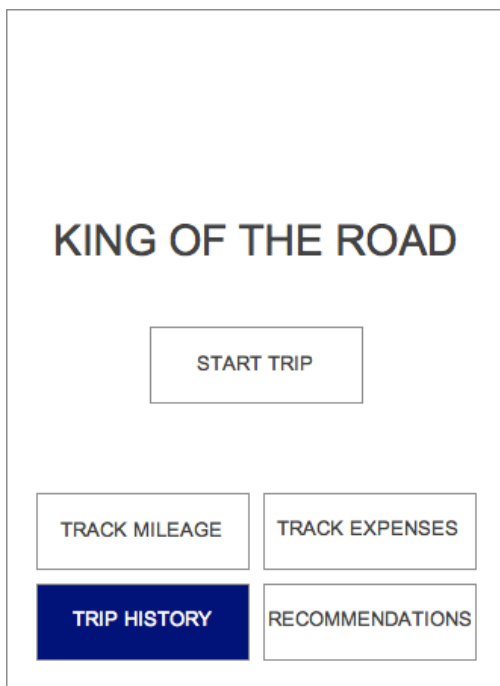 KING OF THE ROAD
START TRIP
TRACK MILEAGE
TRACK EXPENSES
TRIP HISTORY
RECOMMENDATIONS